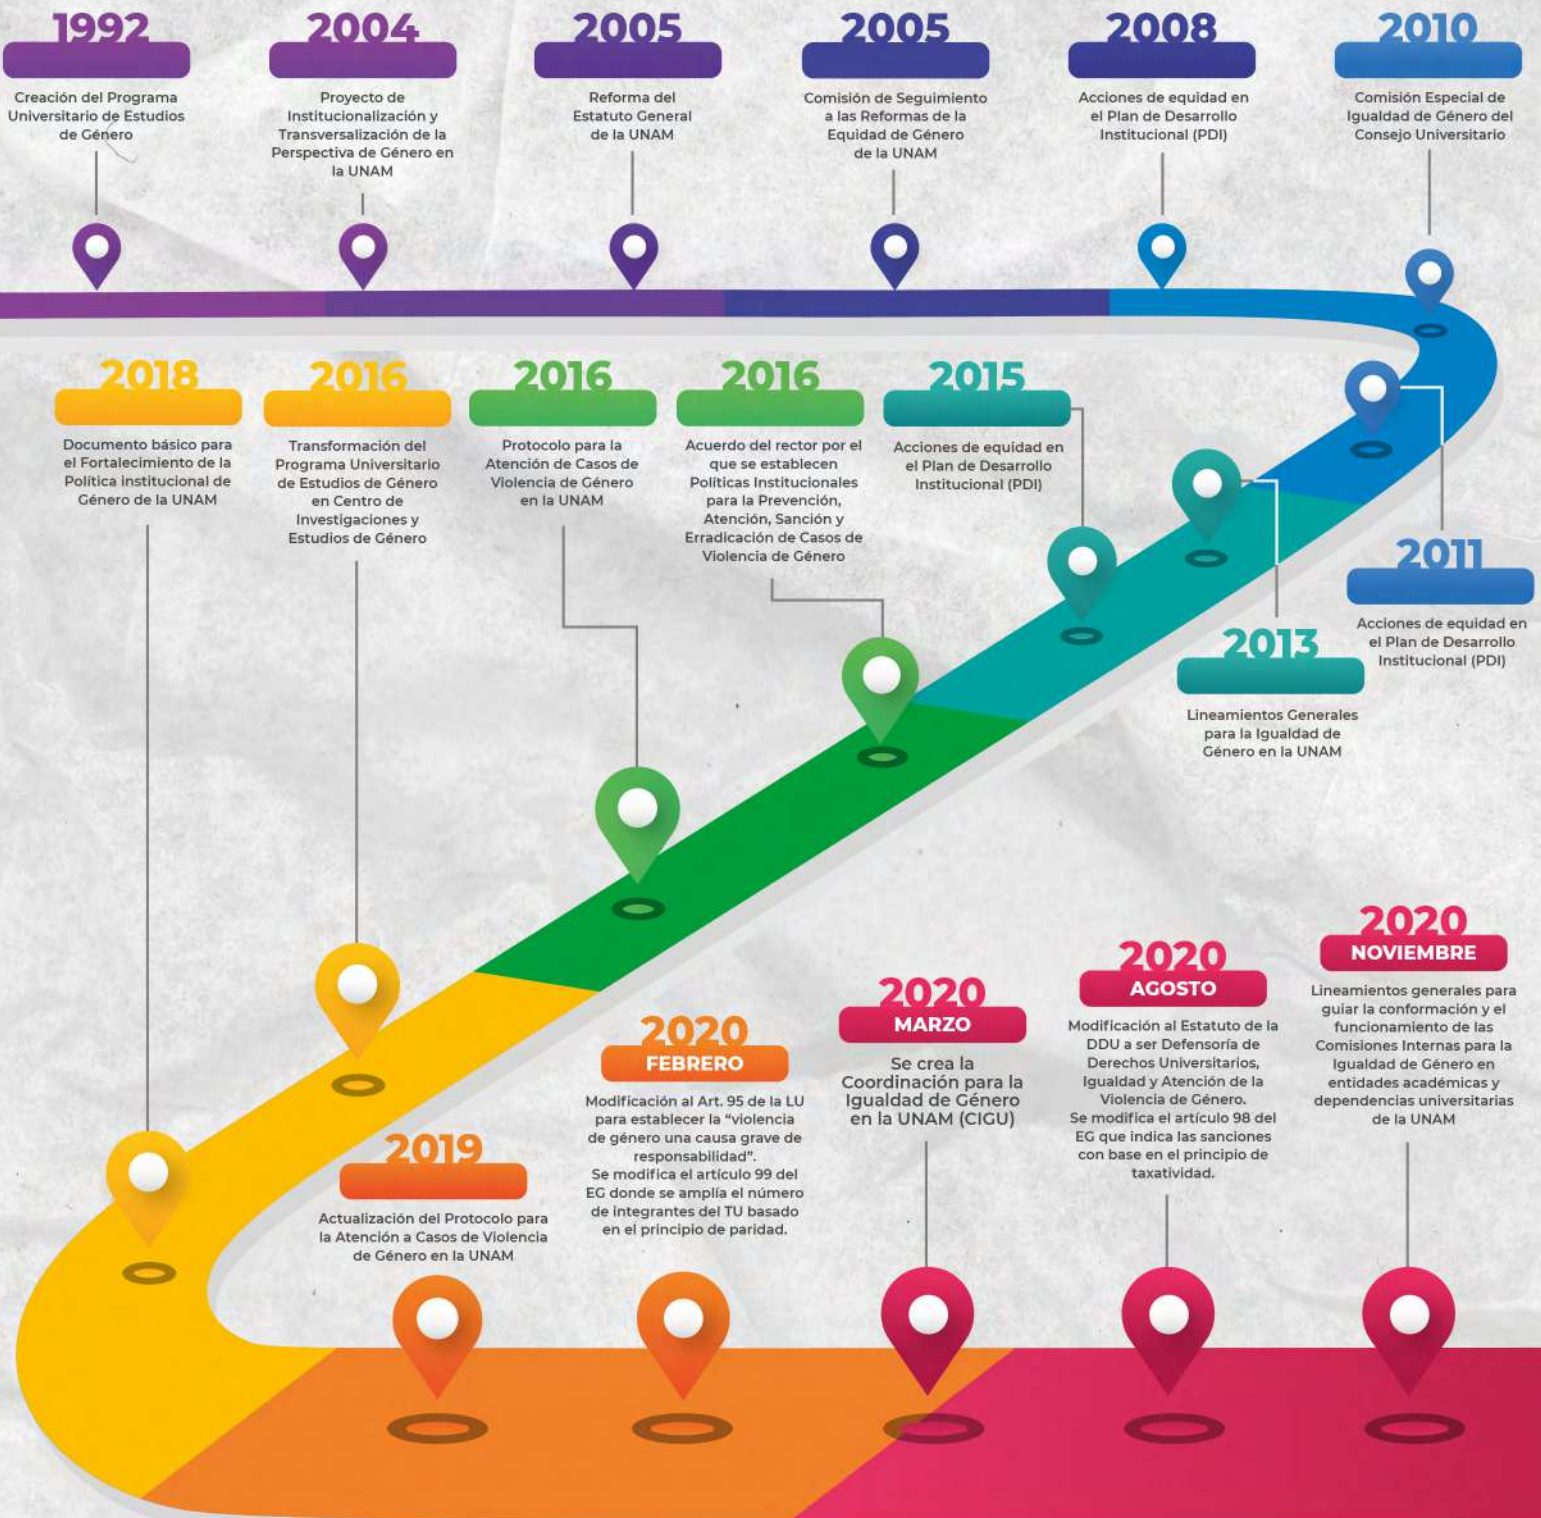 1992
Creación del Programa
Universitario de Estudios
de Género
2004
Proyecto de
Institucionalización y
Transversalización de la
Perspectiva de Género en
la UNAM
2005
Reforma del
Estatuto General
de la UNAM
2005
Comisión de Seguimiento
a las Reformas de la
Equidad de Género
de la UNAM
2008
Acciones de equidad en
el Plan de Desarrollo
Institucional (PDI)
2010
Comisión Especial de
Igualdad de Género del
Consejo Universitario
2011
Acciones de equidad en
el Plan de Desarrollo
Institucional (PDI)
2013
Lineamientos Generales
para la Igualdad de
Género en la UNAM
2015
Acciones de equidad en
el Plan de Desarrollo
Institucional (PDI)
2016
Acuerdo del rector por el
que se establecen
Políticas Institucionales
para la Prevención,
Atención, Sanción y
Erradicación de Casos de
Violencia de Género
2016
Protocolo para la
Atención de Casos de
Violencia de Género
en la UNAM
2016
Transformación del
Programa Universitario
de Estudios de Género
en Centro de
Investigaciones y
Estudios de Género
2018
Documento básico para
el Fortalecimiento de la
Política institucional de
Género de la UNAM
2019
Actualización del Protocolo para
la Atención a Casos de Violencia
de Género en la UNAM
2020
FEBRERO
Modificación al Art. 95 de la LU
para establecer la “violencia
de género una causa grave de
responsabilidad”.
Se modifica el artículo 99 del
EG donde se amplía el número
de integrantes del TU basado
en el principio de paridad.
2020
MARZO
Se crea la
Coordinación para la
Igualdad de Género
en la UNAM (CIGU)
2020
AGOSTO
Modificación al Estatuto de la
DDU a ser Defensoría de
Derechos Universitarios,
Igualdad y Atención de la
Violencia de Género.
Se modifica el artículo 98 del
EG que indica las sanciones
con base en el principio de
taxatividad.
2020
NOVIEMBRE
Lineamientos generales para
guiar la conformación y el
funcionamiento de las
Comisiones Internas para la
Igualdad de Género en
entidades académicas y
dependencias universitarias
de la UNAM